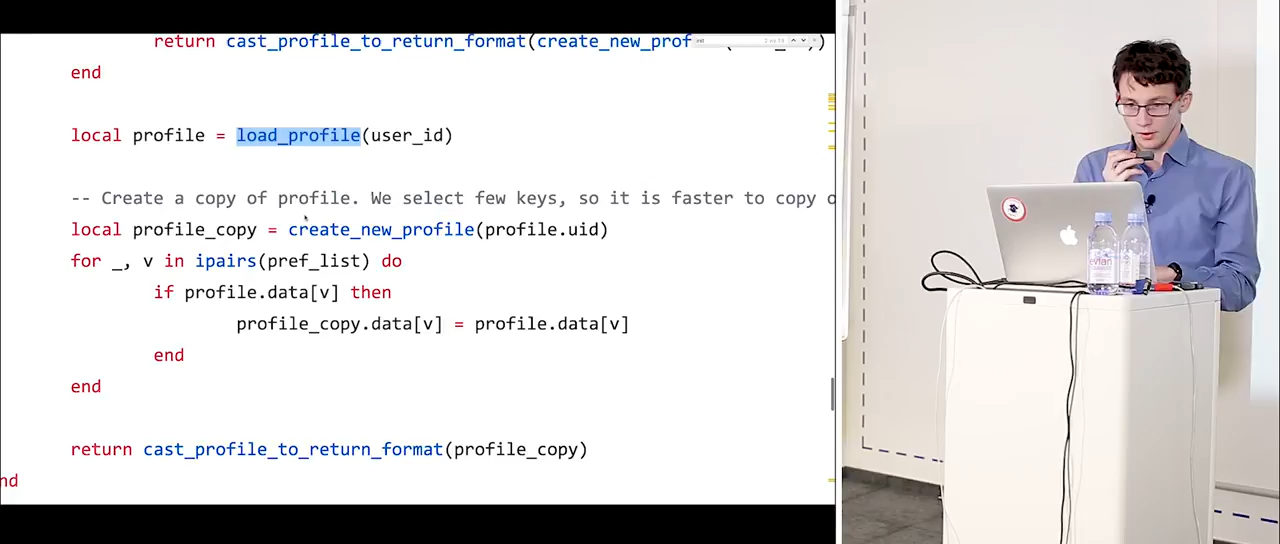 return cast_profile_to_return_format(create_new_prof
end
local profile = load_profile(user_id)
-- Create a copy of profile. We select few keys, so it is faster to copy o
local profile_copy = create_new_profile(profile.uid)
for _, v in ipairs(pref_list) do
if profile.data[v] then
profile_copy.data[v] = profile.data[v]
end
end
return cast_profile_to_return_format(profile_copy)
nd
evian